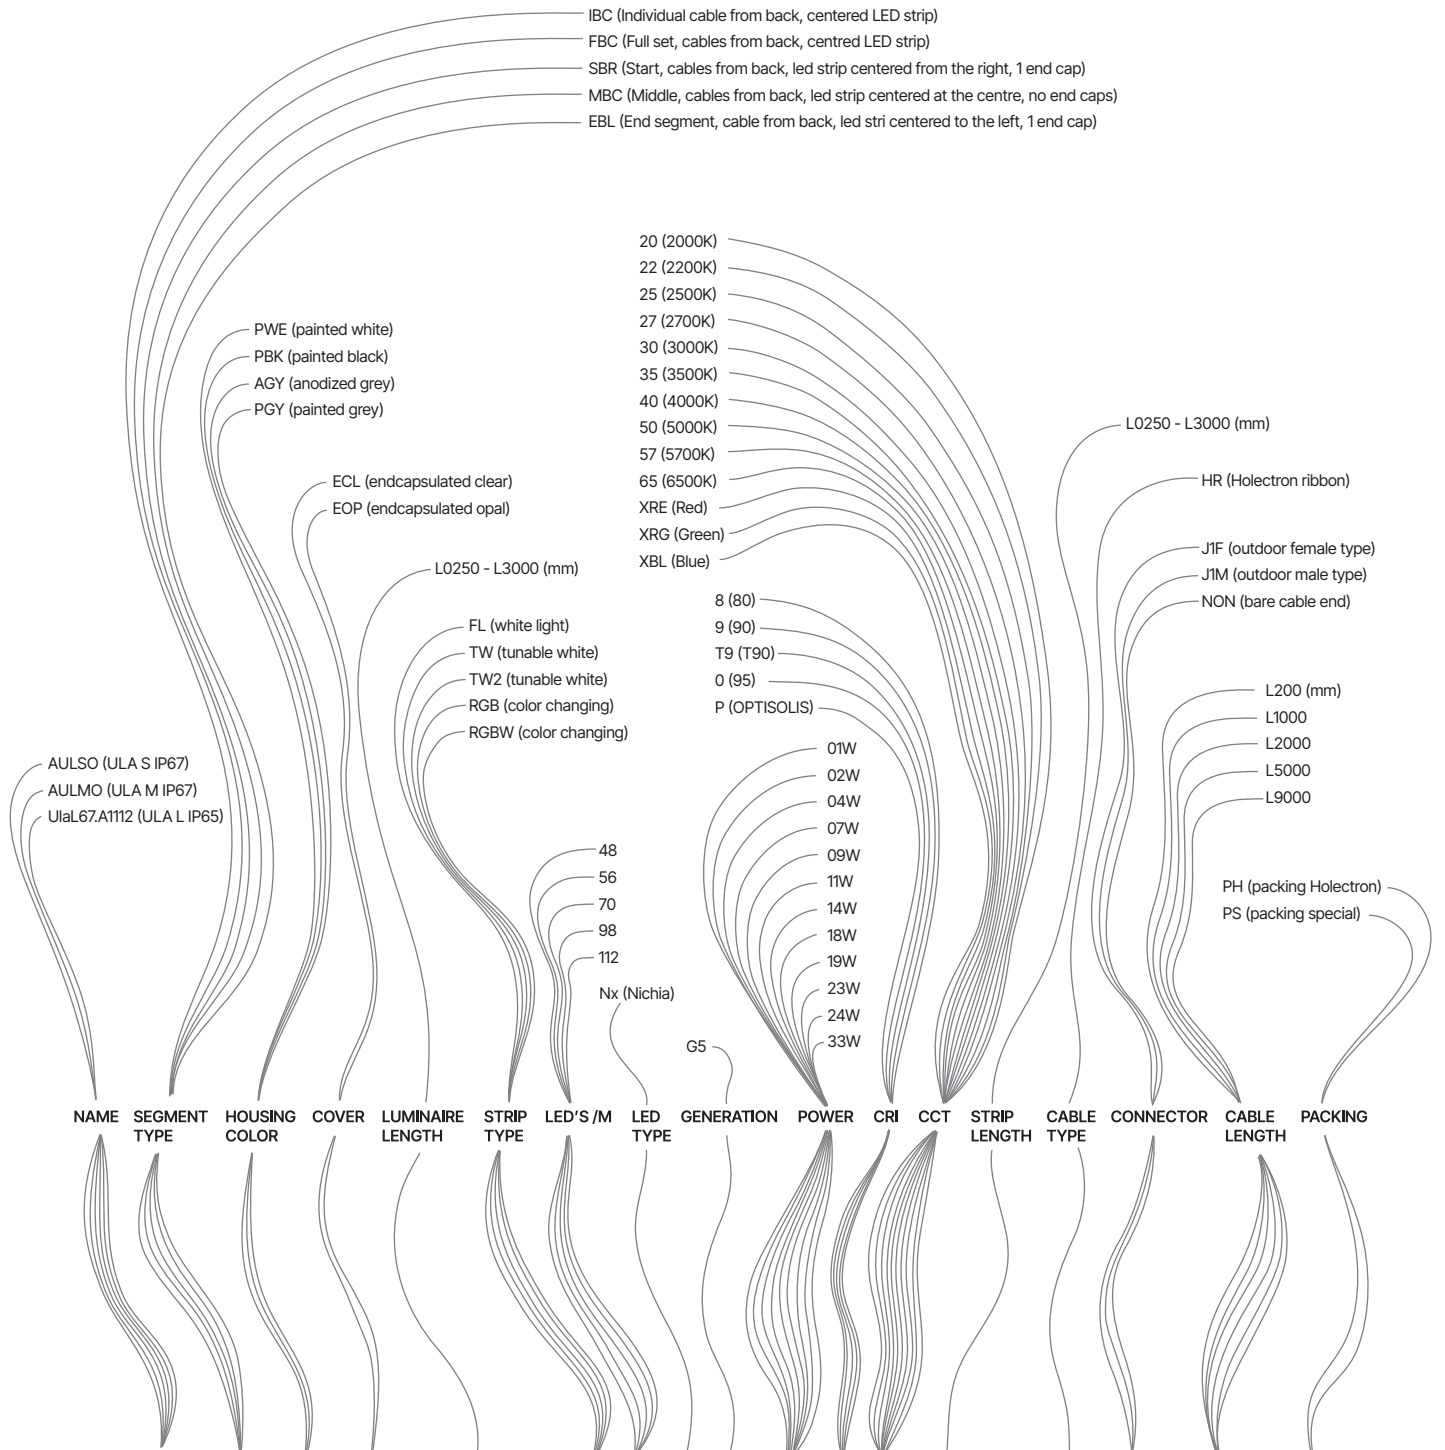 IBC (Individual cable from back, centered LED strip)
FBC (Full set, cables from back, centred LED strip)
SBR (Start, cables from back, led strip centered from the right, 1 end cap)
MBC (Middle, cables from back, led strip centered at the centre, no end caps)
EBL (End segment, cable from back, led stri centered to the left, 1 end cap)
PWE (painted white)
PBK (painted black)
AGY (anodized grey)
PGY (painted grey)
ECL (endcapsulated clear)
EOP (endcapsulated opal)
L0250 - L3000 (mm)
FL (white light)
TW (tunable white)
TW2 (tunable white)
RGB (color changing)
RGBW (color changing)
AULSO (ULA S IP67)
AULMO (ULA M IP67)
UlaL67.A1112 (ULA L IP65)
48
56
70
98
112
Nx (Nichia)
G5
20 (2000K)
22 (2200K)
25 (2500K)
27 (2700K)
30 (3000K)
35 (3500K)
40 (4000K)
50 (5000K)
57 (5700K)
65 (6500K)
XRE (Red)
XRG (Green)
XBL (Blue)
8 (80)
9 (90)
T9 (T90)
0 (95)
P (OPTISOLIS)
01W
02W
04W
07W
09W
11W
14W
18W
19W
23W
24W
33W
L0250 - L3000 (mm)
HR (Holectron ribbon)
J1F (outdoor female type)
J1M (outdoor male type)
NON (bare cable end)
L200 (mm)
L1000
L2000
L5000
L9000
PH (packing Holectron)
PS (packing special)
NAME
SEGMENT
TYPE
HOUSING
COLOR
COVER
LUMINAIRE
LENGTH
STRIP
TYPE
LED'S /M
LED
TYPE
GENERATION
POWER
CRI
CCT
STRIP
LENGTH
CABLE
TYPE
CONNECTOR
CABLE
LENGTH
PACKING